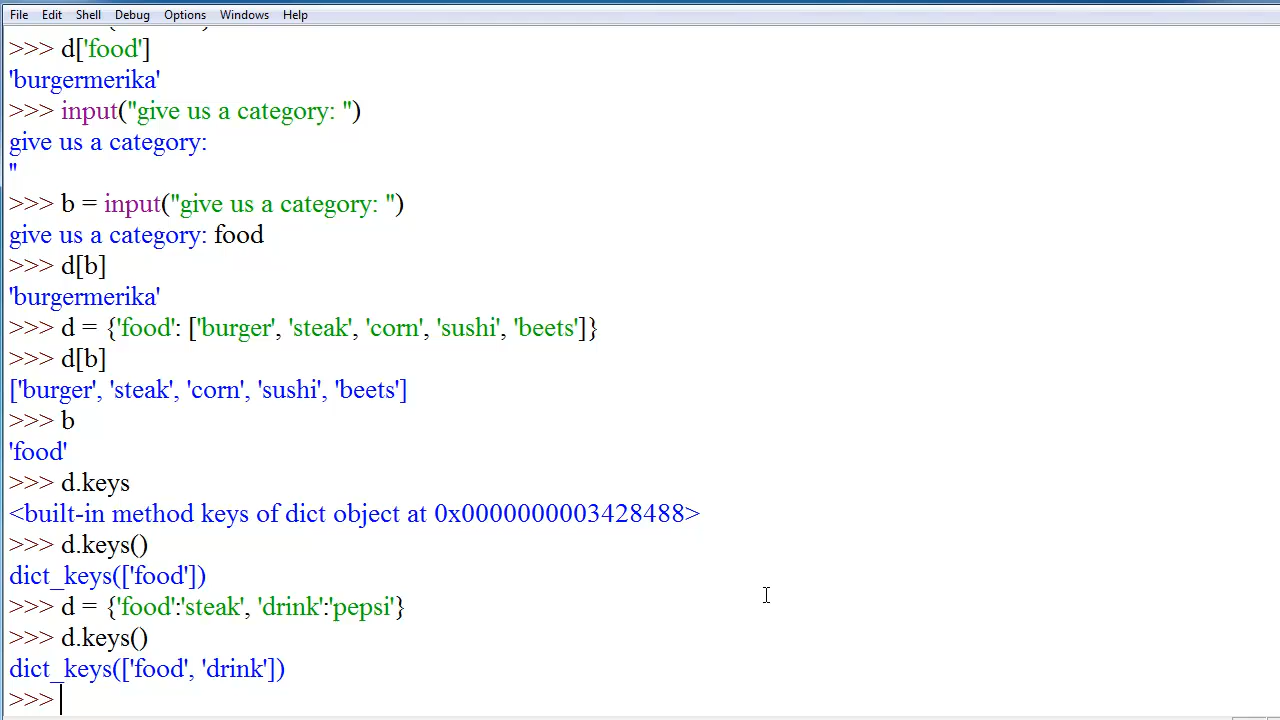 File Edit Shell Debug Options Windows Help
>>> d['food']
'burgermerika'
>>> input("give us a category: ")
give us a category:
''
>>> b = input("give us a category: ")
give us a category: food
>>> d[b]
'burgermerika'
>>> d = {'food': ['burger', 'steak', 'corn', 'sushi', 'beets']}
>>> d[b]
['burger', 'steak', 'corn', 'sushi', 'beets']
>>> b
'food'
>>> d.keys
<built-in method keys of dict object at 0x0000000003428488>
>>> d.keys()
dict_keys(['food'])
>>> d = {'food':'steak', 'drink':'pepsi'}
>>> d.keys()
dict_keys(['food', 'drink'])
>>>